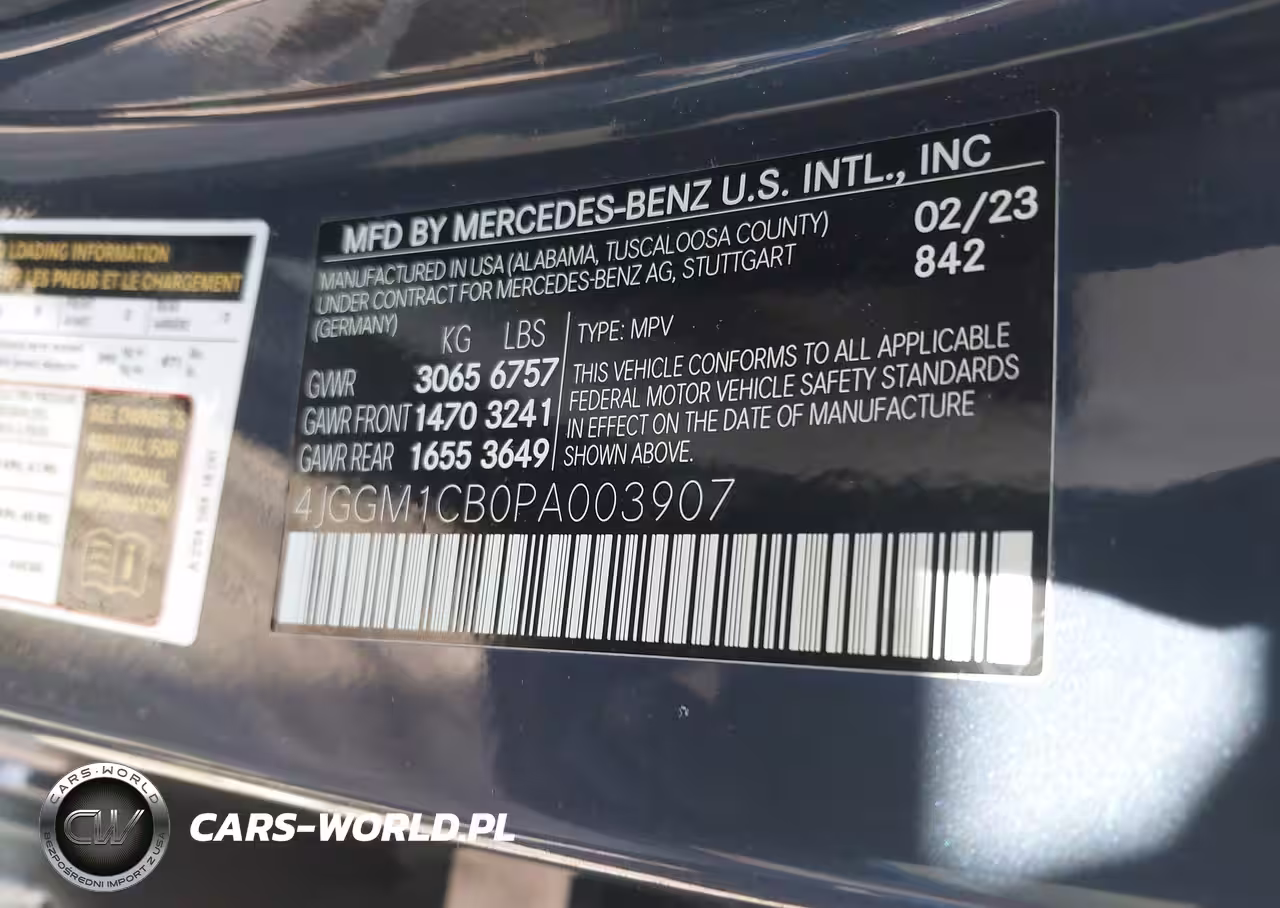 MFD BY MERCEDES-BENZ U.S. INTL., INC
MANUFACTURED IN USA (ALABAMA, TUSCALOOSA COUNTY)
UNDER CONTRACT FOR MERCEDES-BENZ AG, STUTTGART
(GERMANY)
02/23
842
KG LBS
GVWR 3065 6757
GAWR FRONT 1470 3241
GAWR REAR 1655 3649
TYPE: MPV
THIS VEHICLE CONFORMS TO ALL APPLICABLE
FEDERAL MOTOR VEHICLE SAFETY STANDARDS
IN EFFECT ON THE DATE OF MANUFACTURE
SHOWN ABOVE.
4JGGM1CB0PA003907
LOADING INFORMATION
LES PNEUS ET LE CHARGEMENT
SEE OWNER'S
MANUAL FOR
ADDITIONAL
INFORMATION
CARS-WORLD
CW
BEZPOŚREDNI IMPORT Z USA
CARS-WORLD.PL